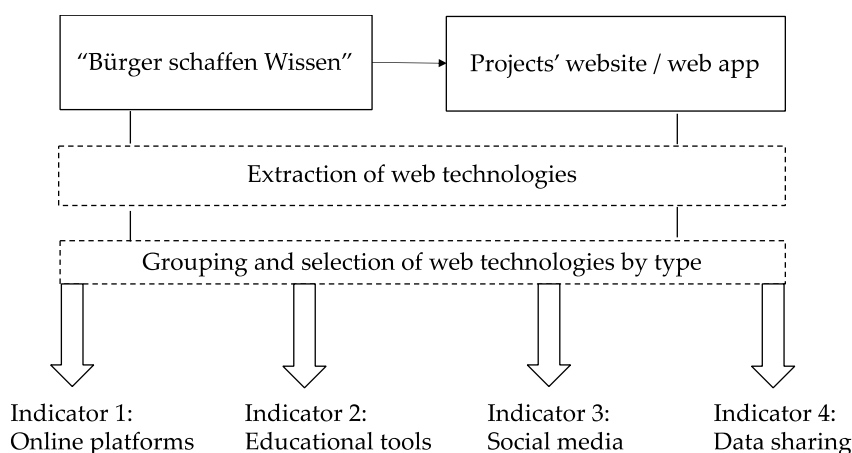 “Bürger schaffen Wissen”
Projects’ website / web app
Extraction of web technologies
Grouping and selection of web technologies by type
Indicator 1:
Online platforms
Indicator 2:
Educational tools
Indicator 3:
Social media
Indicator 4:
Data sharing